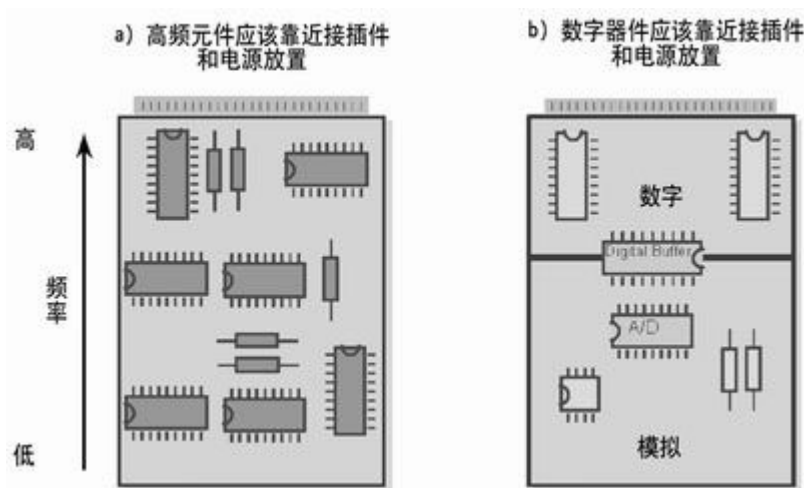 a）高频元件应该靠近接插件
和电源放置
b）数字器件应该靠近接插件
和电源放置
高
频
率
低
数字
Digital Buffer
A/D
模拟